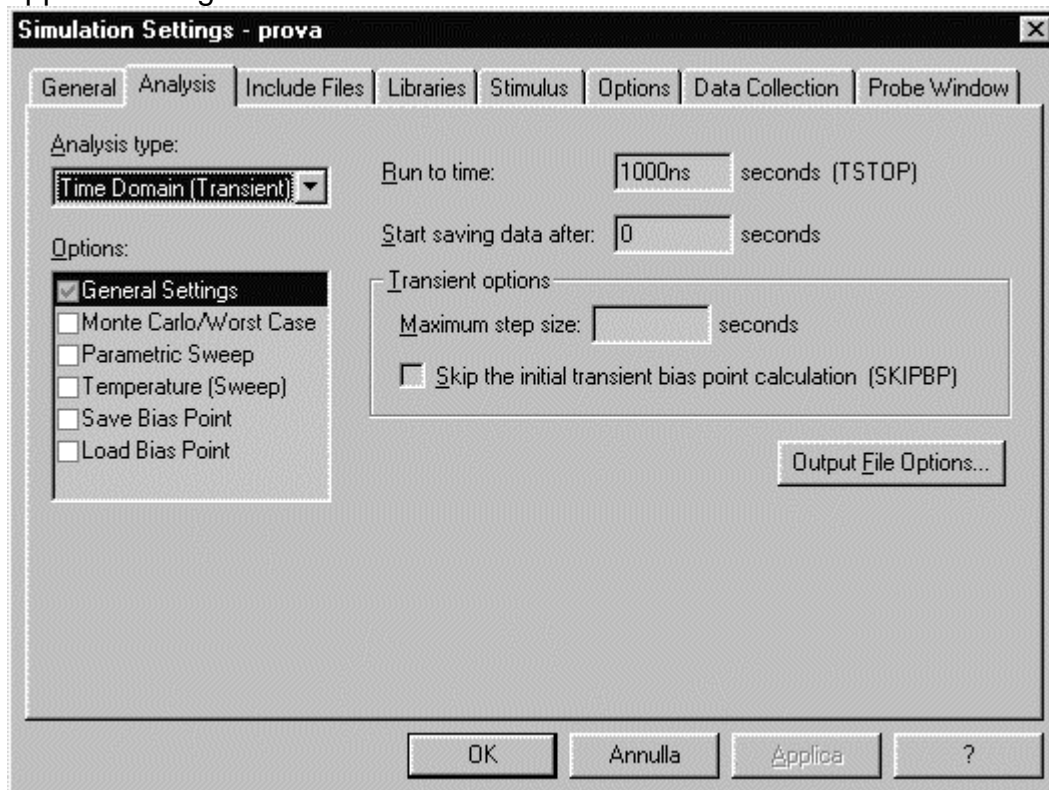 Simulation Settings - prova
General Analysis Include Files Libraries Stimulus Options Data Collection Probe Window
Analysis type:
Time Domain (Transient)
Run to time: 1000ns seconds (TSTOP)
Start saving data after: 0 seconds
Options:
General Settings
Monte Carlo/Worst Case
Parametric Sweep
Temperature (Sweep)
Save Bias Point
Load Bias Point
Transient options
Maximum step size: seconds
Skip the initial transient bias point calculation (SKIPBP)
Output File Options...
OK Annulla Applica ?